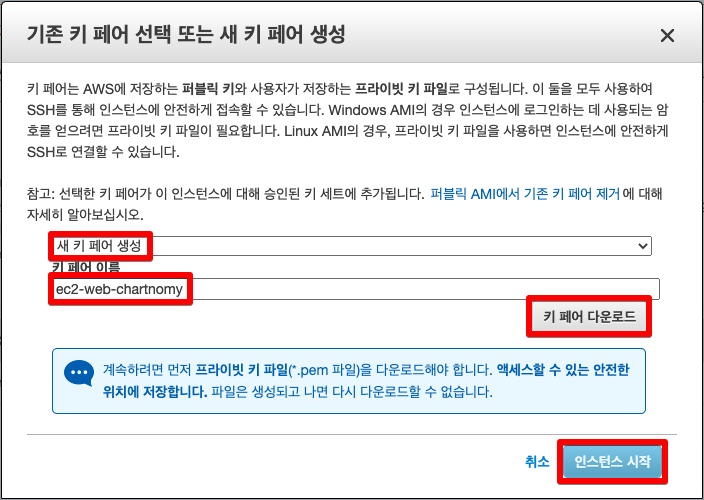 기존 키 페어 선택 또는 새 키 페어 생성
키 페어는 AWS에 저장하는 퍼블릭 키와 사용자가 저장하는 프라이빗 키 파일로 구성됩니다. 이 둘을 모두 사용하여
SSH를 통해 인스턴스에 안전하게 접속할 수 있습니다. Windows AMI의 경우 인스턴스에 로그인하는 데 사용되는 암
호를 얻으려면 프라이빗 키 파일이 필요합니다. Linux AMI의 경우, 프라이빗 키 파일을 사용하면 인스턴스에 안전하게
SSH로 연결할 수 있습니다.
참고: 선택한 키 페어가 이 인스턴스에 대해 승인된 키 세트에 추가됩니다. 퍼블릭 AMI에서 기존 키 페어 제거 에 대해
자세히 알아보십시오.
새 키 페어 생성
키 페어 이름
ec2-web-chartnomy
키 페어 다운로드
계속하려면 먼저 프라이빗 키 파일(*.pem 파일)을 다운로드해야 합니다. 액세스할 수 있는 안전한
위치에 저장합니다. 파일은 생성되고 나면 다시 다운로드할 수 없습니다.
취소 인스턴스 시작